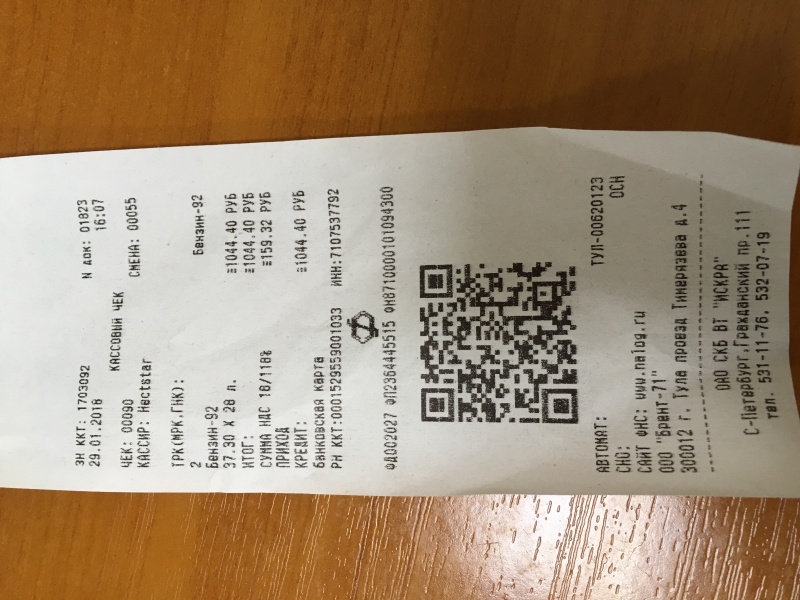 ЗН ККТ: 1703092 N док: 01823
29.01.2016 16:07
КАССОВЫЙ ЧЕК
ЧЕК: 00090 СМЕНА: 00055
КАССИР: Hectstar
ТРК(МРК,ГНК):
2 Бензин-92
Бензин-92
37.30 X 28 л. ≡1044.40 РУБ
ИТОГ: ≡1044.40 РУБ
СУММА НДС 18/118% ≡159.32 РУБ
ПРИХОД
КРЕДИТ: ≡1044.40 РУБ
банковская карта
РН ККТ:0001529559001033 ИНН:7107537792
ФД002027 ФП2364445515 ФН8710000101094300
АВТОМАТ: ТУЛ-00620123
СНО: ОСН
САЙТ ФНС: www.nalog.ru
ООО "Брент-71"
300012 г. Тула проезд Тимирязева д.4
ОАО СКБ ВТ "ИСКРА"
С-Петербург,Гражданский пр.111
тел. 531-11-76, 532-07-19